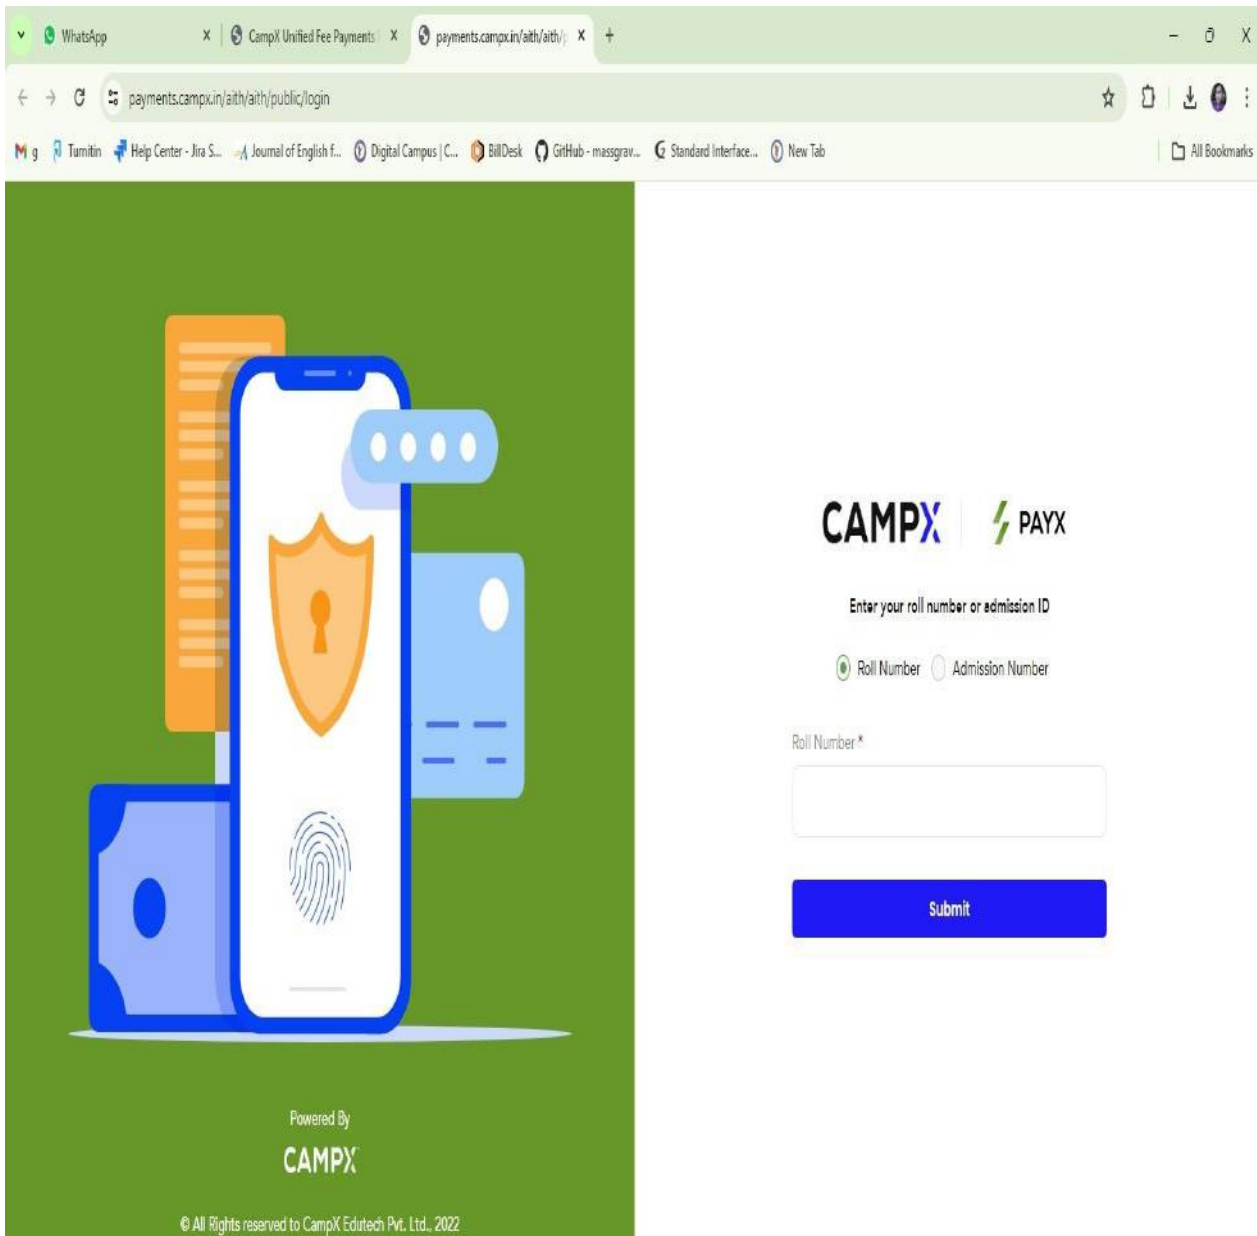 WhatsApp
CampX Unified Fee Payments
payments.campx.in/aith/aith/p
payments.campx.in/aith/aith/public/login
g
Turnitin
Help Center - Jira S...
Journal of English f...
Digital Campus | C...
BillDesk
GitHub - massgrav...
Standard Interface...
New Tab
All Bookmarks
CAMPX
PAYX
Enter your roll number or admission ID
Roll Number
Admission Number
Roll Number *
Submit
Powered By
CAMPX
© All Rights reserved to CampX Edutech Pvt. Ltd., 2022